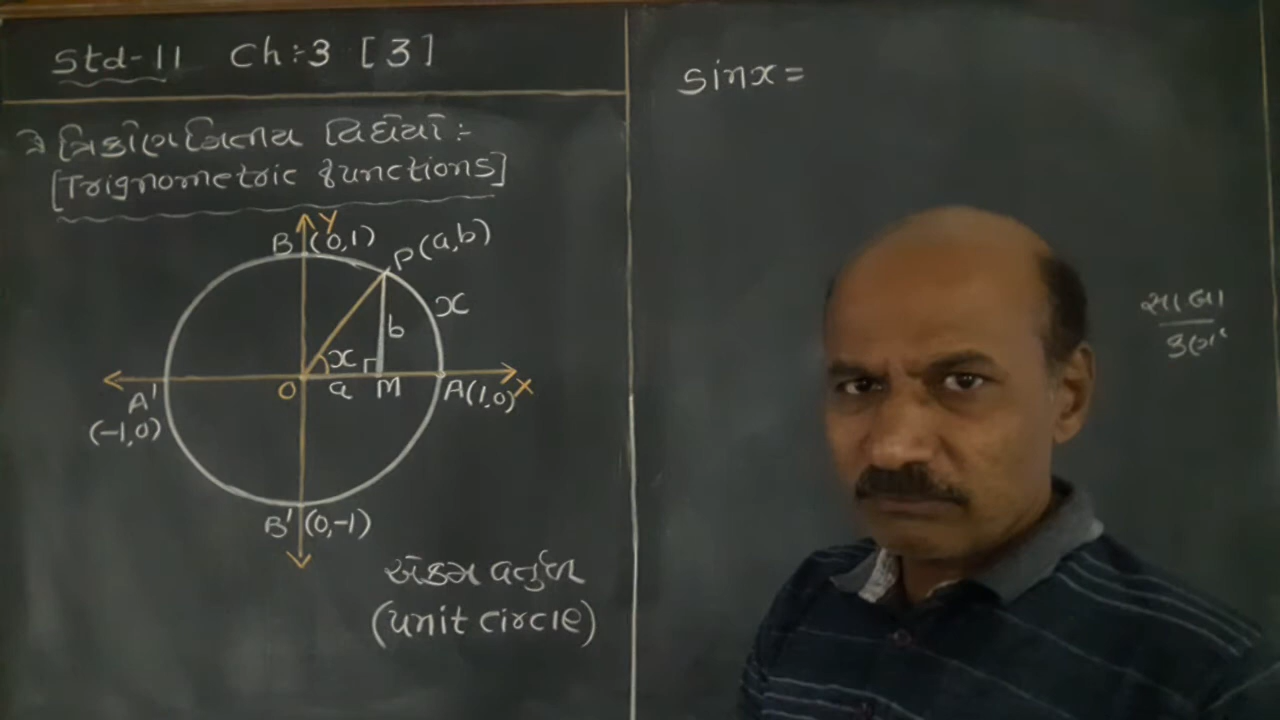 Std-11 Ch:-3 [3]
→ ત્રિકોણમિતીય વિધેયો :-
[Trignometric functions]
Y
B (0,1)
P(a,b)
x
b
x
A'
O
a
M
A(1,0)
X
(-1,0)
B' (0,-1)
એકમ વર્તુળ
(unit circle)
sinx =
સા.બા
કર્ણ